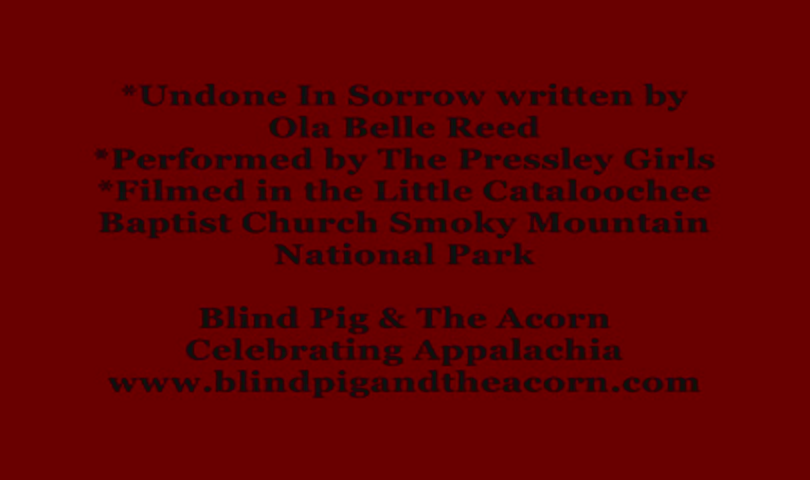 *Undone In Sorrow written by
Ola Belle Reed
*Performed by The Pressley Girls
*Filmed in the Little Cataloochee
Baptist Church Smoky Mountain
National Park
Blind Pig & The Acorn
Celebrating Appalachia
www.blindpigandtheacorn.com